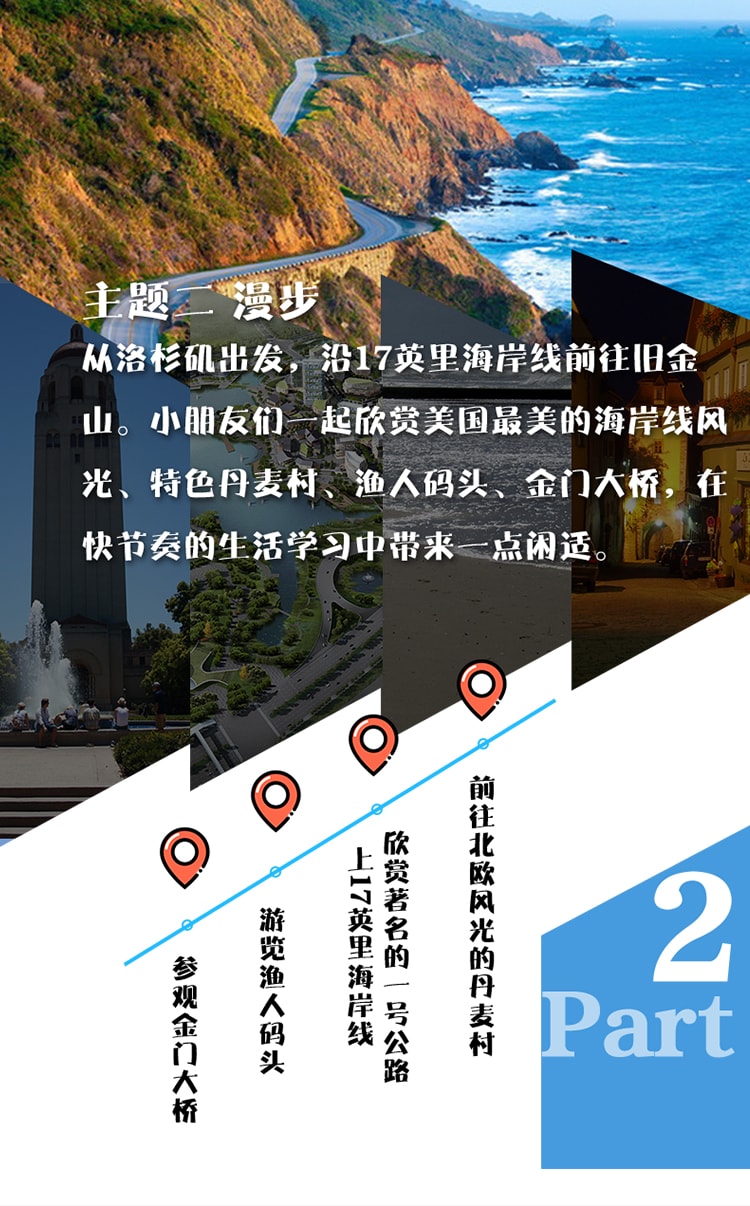 主题二 漫步
从洛杉矶出发，沿17英里海岸线前往旧金
山。小朋友们一起欣赏美国最美的海岸线风
光、特色丹麦村、渔人码头、金门大桥，在
快节奏的生活学习中带来一点闲适。
参观金门大桥
游览渔人码头
欣赏著名的一号公路
上17英里海岸线
前往北欧风光的丹麦村
2
Part